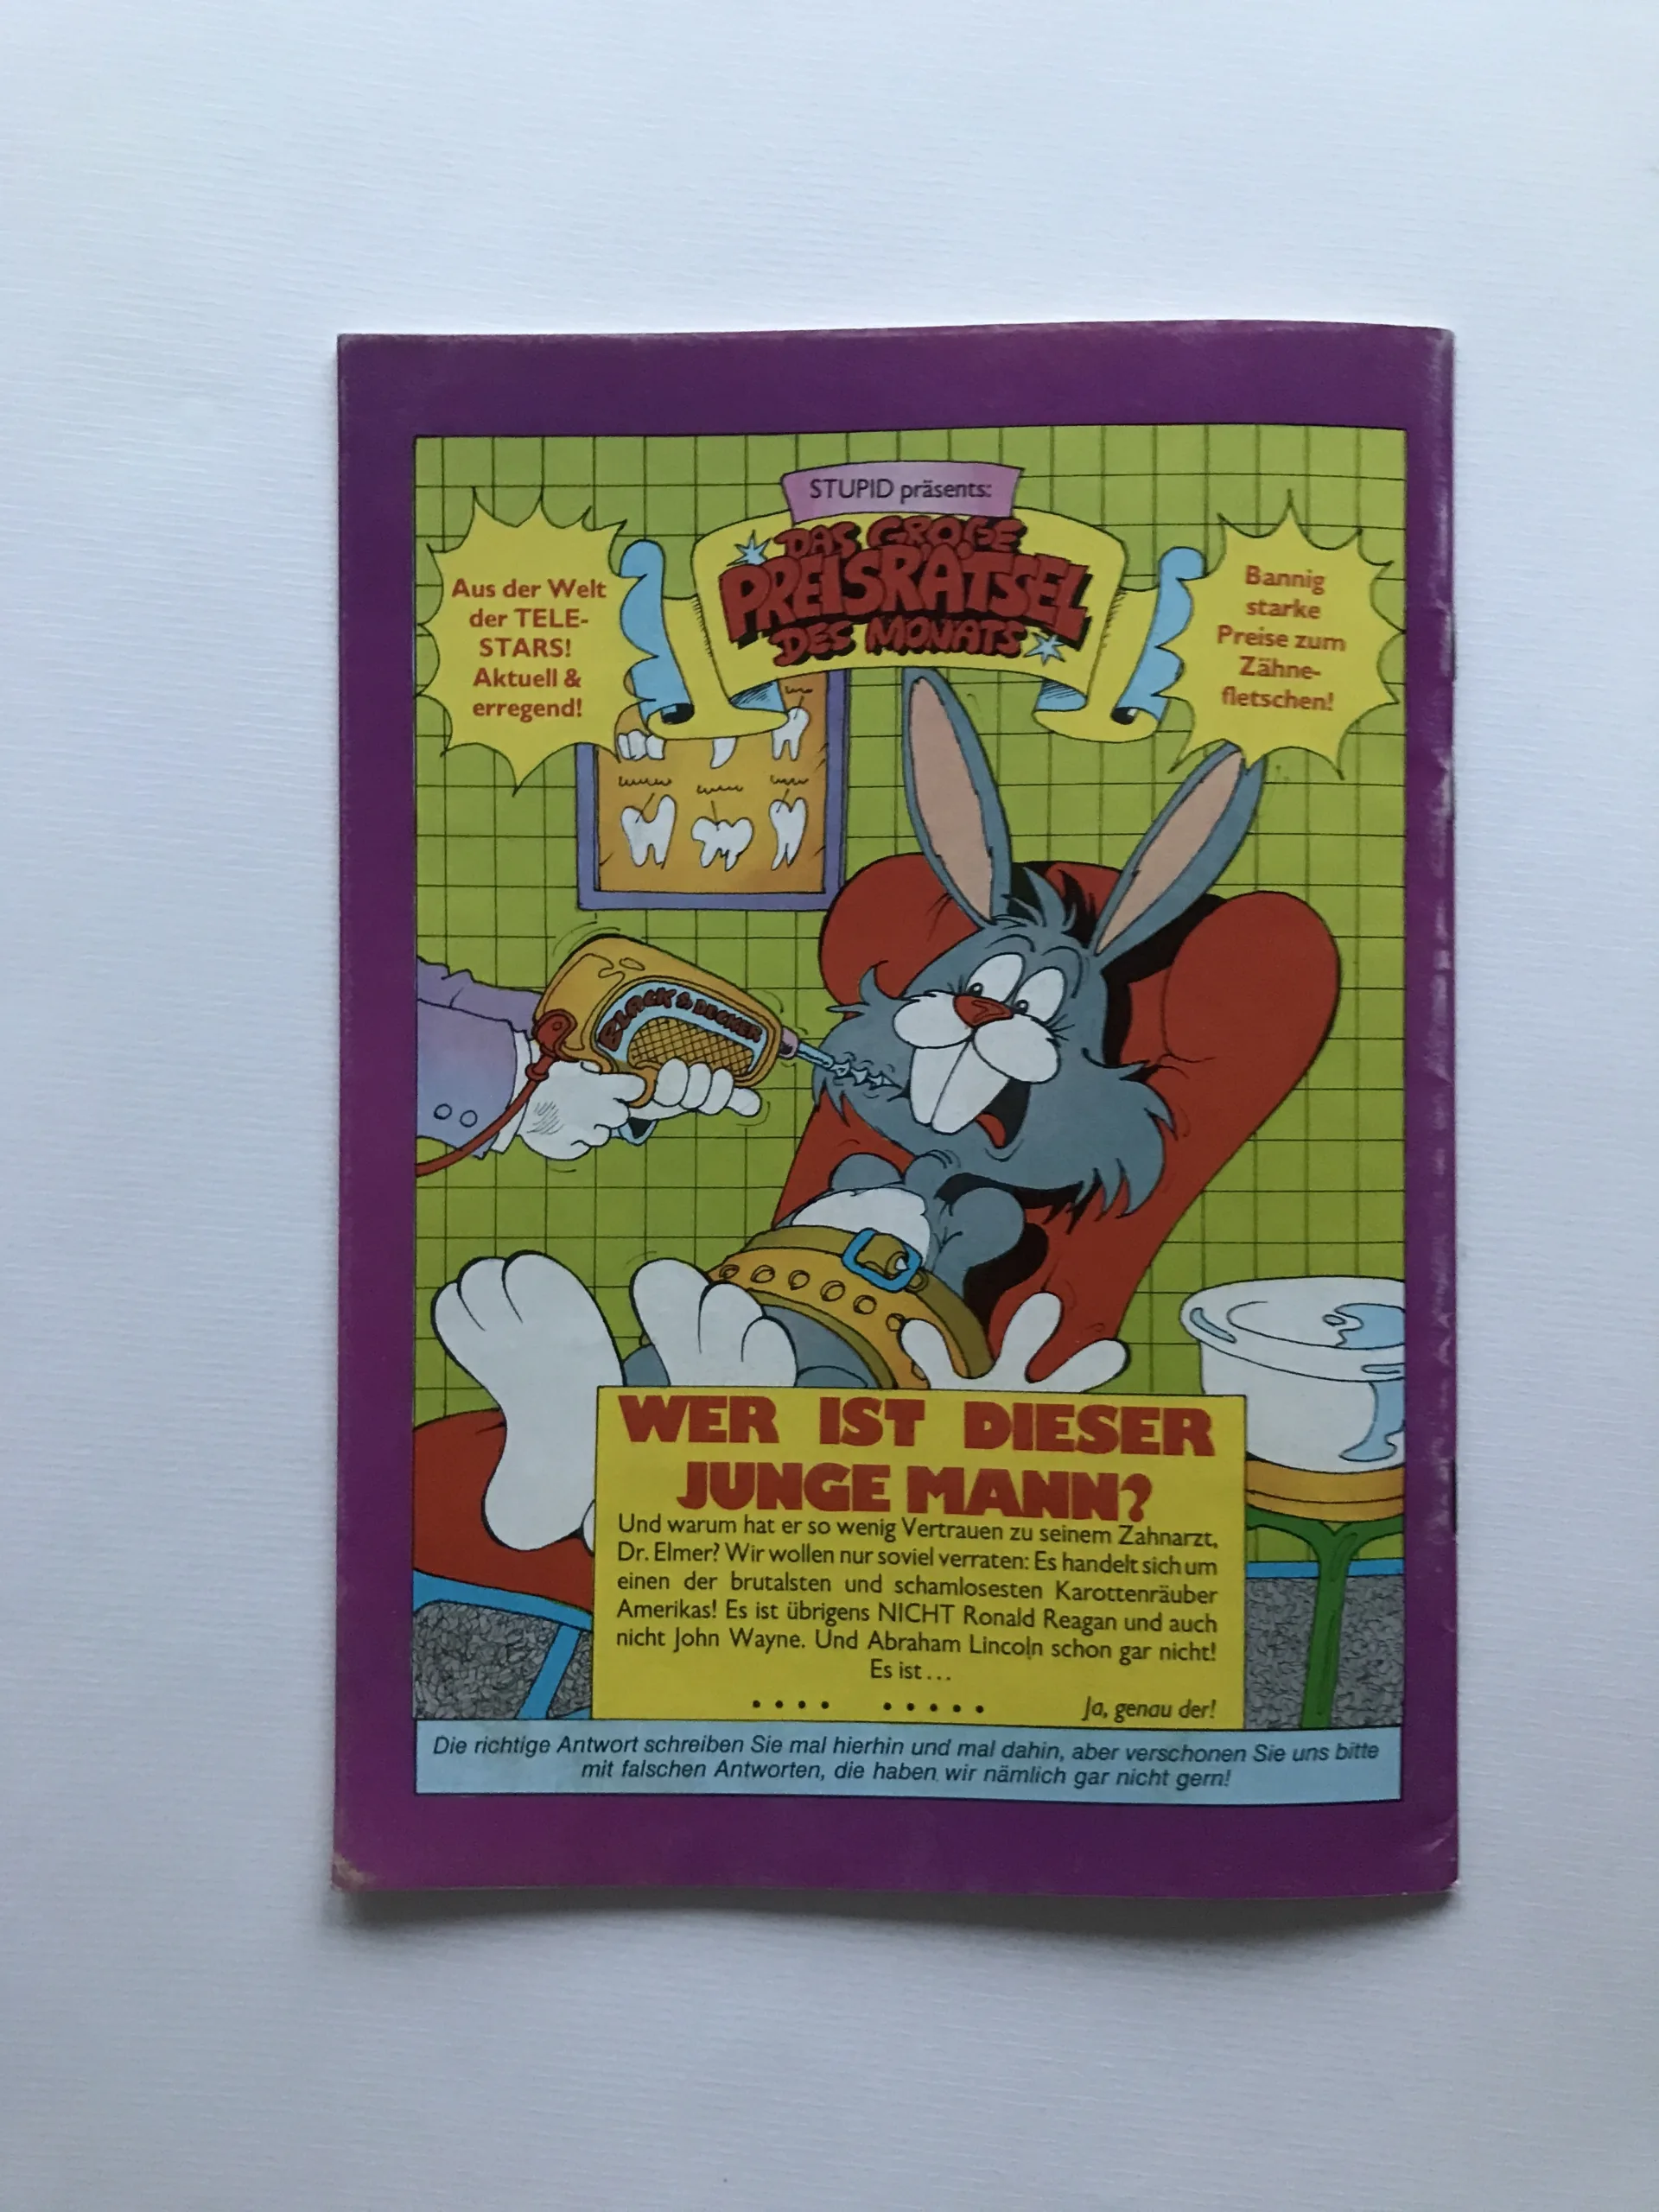 STUPID präsents:
DAS GROßE
PREISRÄTSEL
DES MONATS
Aus der Welt
der TELE-
STARS!
Aktuell &
erregend!
Bannig
starke
Preise zum
Zähne-
fletschen!
BLACK & DECKER
WER IST DIESER
JUNGE MANN?
Und warum hat er so wenig Vertrauen zu seinem Zahnarzt,
Dr. Elmer? Wir wollen nur soviel verraten: Es handelt sich um
einen der brutalsten und schamlosesten Karottenräuber
Amerikas! Es ist übrigens NICHT Ronald Reagan und auch
nicht John Wayne. Und Abraham Lincoln schon gar nicht!
Es ist ...
. . . .   . . . . .   Ja, genau der!
Die richtige Antwort schreiben Sie mal hierhin und mal dahin, aber verschonen Sie uns bitte
mit falschen Antworten, die haben wir nämlich gar nicht gern!